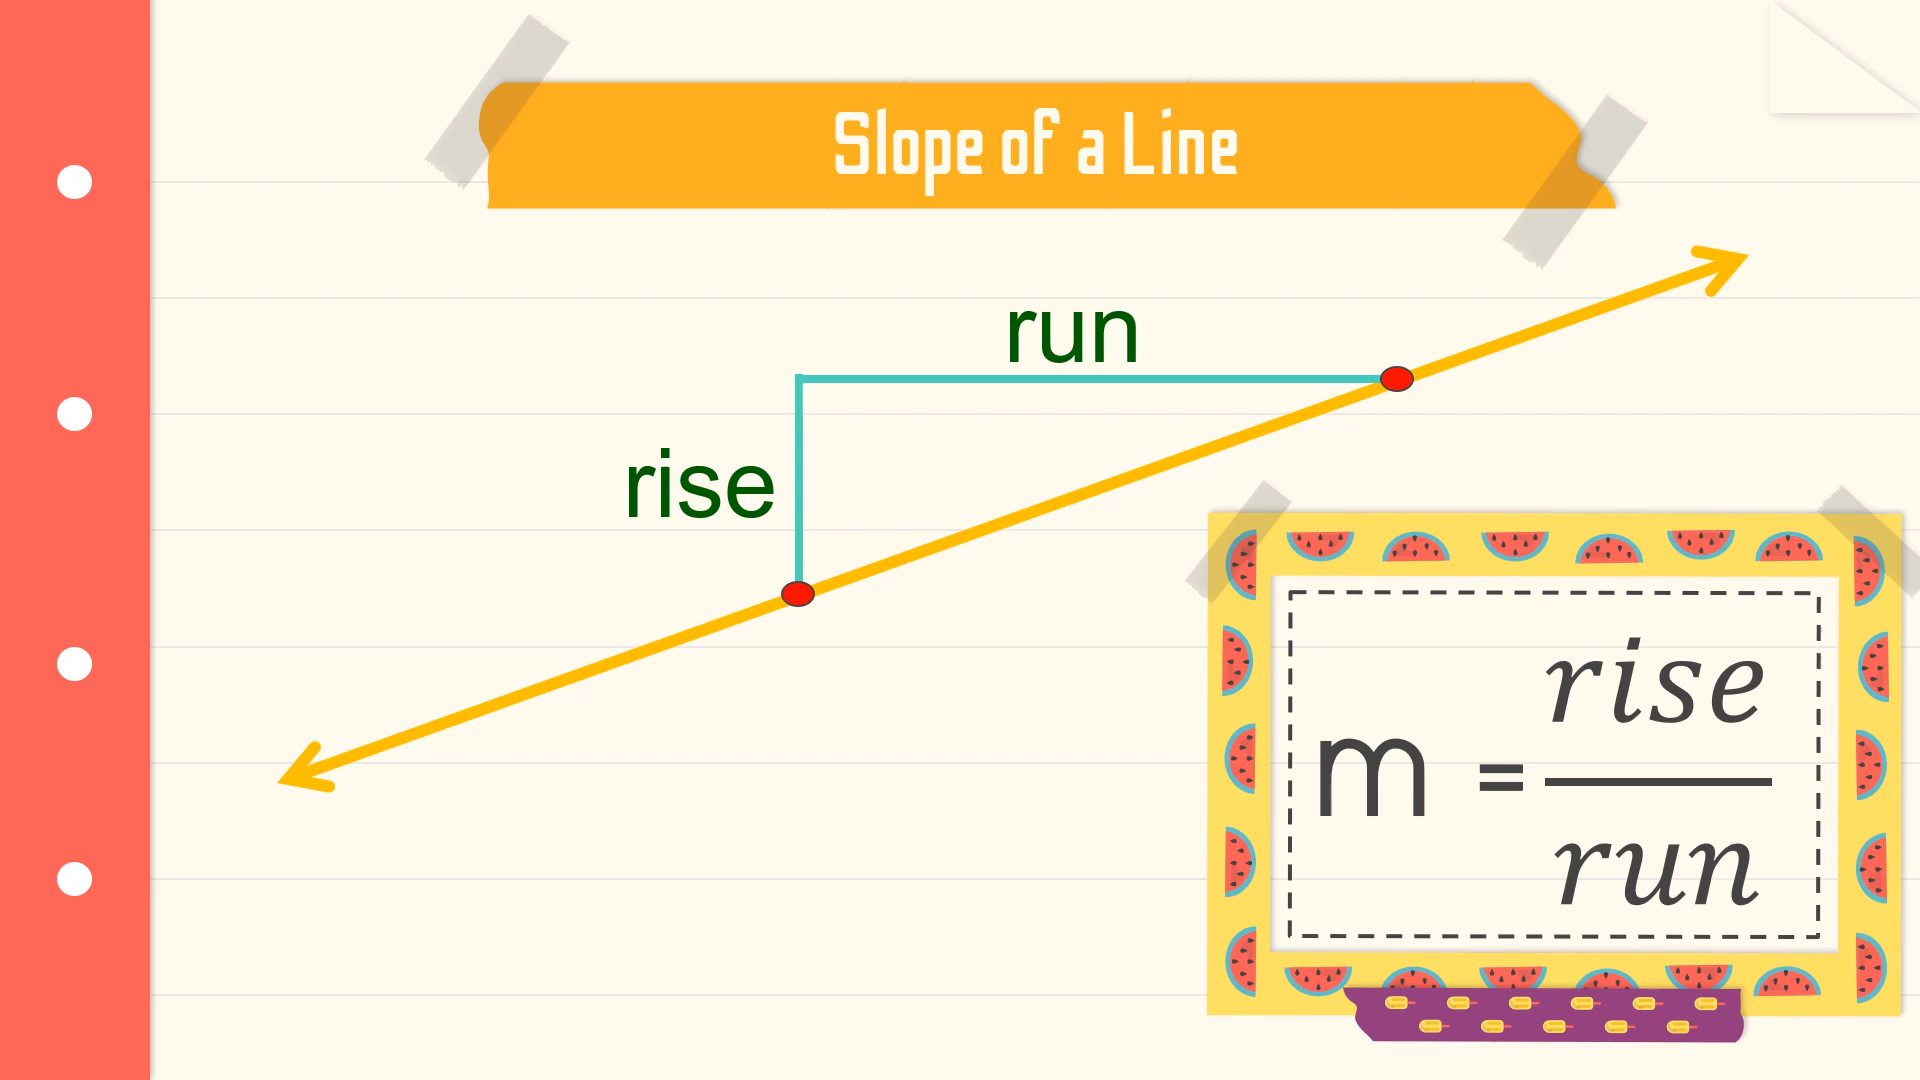 Slope of a Line
run
rise
m = rise
run